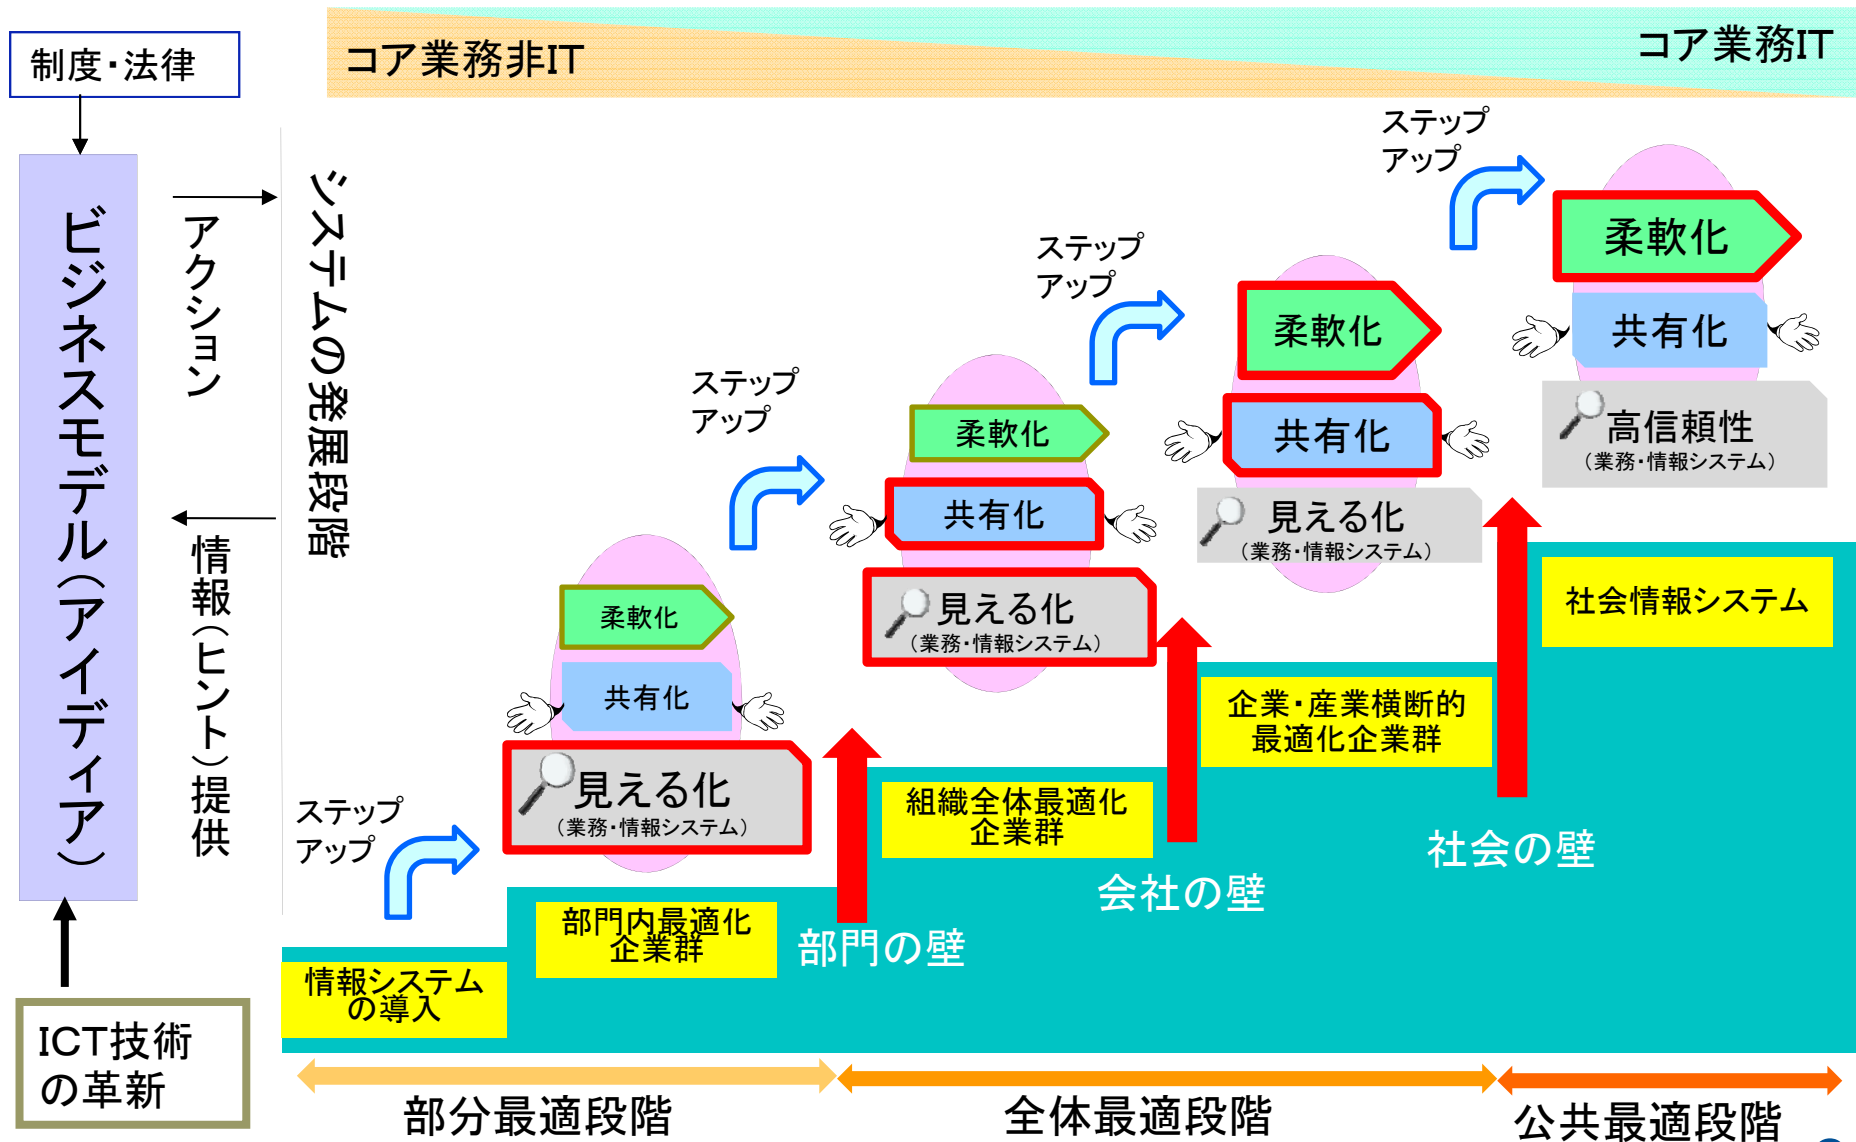 制度・法律
コア業務非IT
コア業務IT
ビジネスモデル(アイディア)
アクション
情報(ヒント)提供
システムの発展段階
ICT技術
の革新
ステップ
アップ
柔軟化
共有化
見える化
(業務・情報システム)
ステップ
アップ
柔軟化
共有化
見える化
(業務・情報システム)
ステップ
アップ
柔軟化
共有化
見える化
(業務・情報システム)
ステップ
アップ
柔軟化
共有化
高信頼性
(業務・情報システム)
情報システム
の導入
部門内最適化
企業群
部門の壁
組織全体最適化
企業群
会社の壁
企業・産業横断的
最適化企業群
社会の壁
社会情報システム
部分最適段階
全体最適段階
公共最適段階